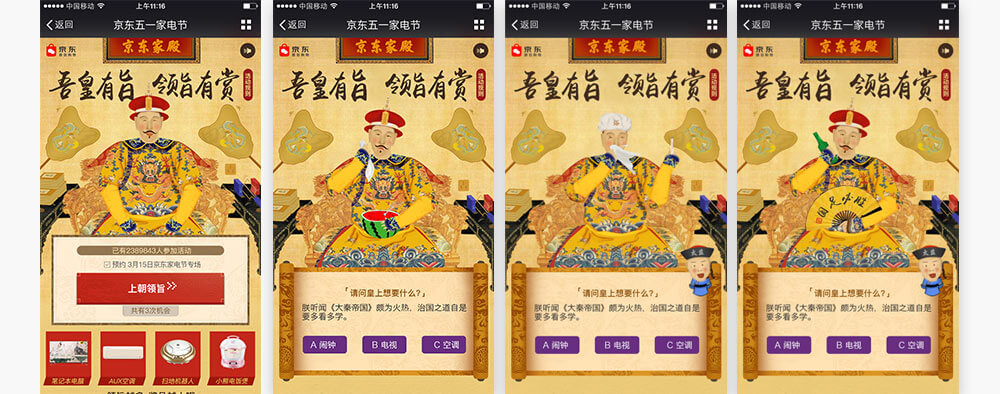 中国移动 上午11:16
返回 京东五一家电节
京东
京东家殿
吾皇有旨 领旨有赏
活动规则
已有2389843人参加活动
预约 3月15日京东家电节专场
上朝领旨
共有3次机会
笔记本电脑 AUX空调 扫地机器人 小熊电饭煲
中国移动 上午11:16
返回 京东五一家电节
京东
京东家殿
吾皇有旨 领旨有赏
活动规则
「请问皇上想要什么?」
朕听闻《大秦帝国》颇为火热,治国之道自是
要多看多学。
A 闹钟 B 电视 C 空调
中国移动 上午11:16
返回 京东五一家电节
京东
京东家殿
吾皇有旨 领旨有赏
活动规则
「请问皇上想要什么?」
朕听闻《大秦帝国》颇为火热,治国之道自是
要多看多学。
A 闹钟 B 电视 C 空调
中国移动 上午11:16
返回 京东五一家电节
京东
京东家殿
吾皇有旨 领旨有赏
活动规则
「请问皇上想要什么?」
朕听闻《大秦帝国》颇为火热,治国之道自是
要多看多学。
A 闹钟 B 电视 C 空调